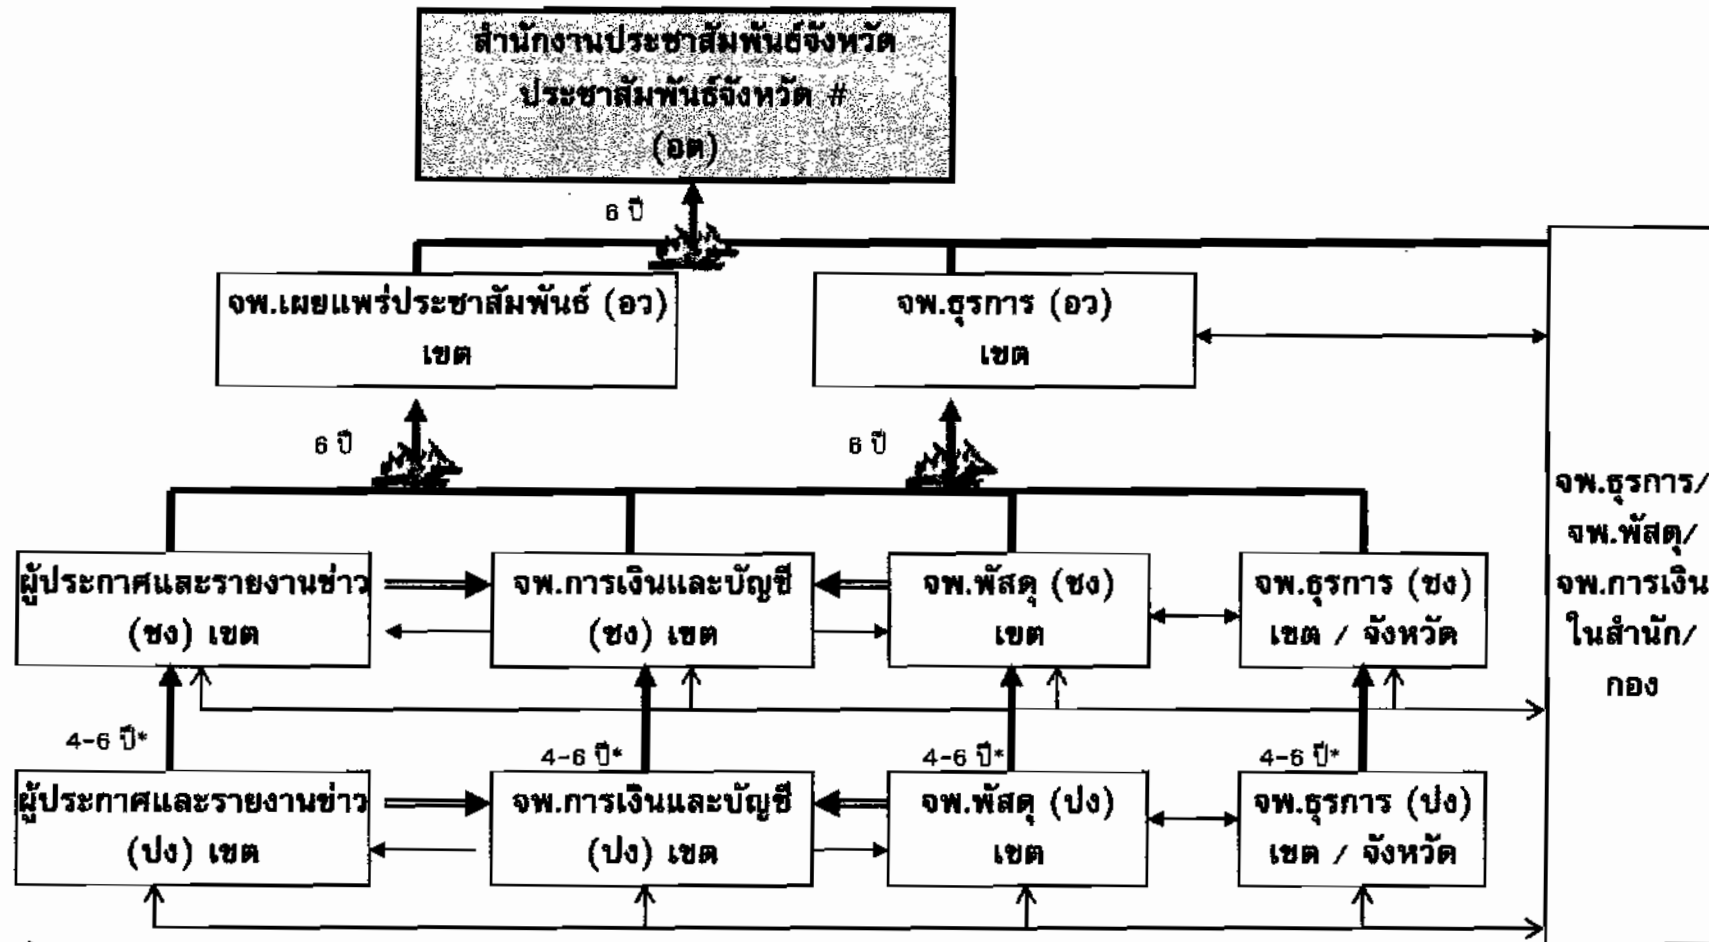 สำนักงานประชาสัมพันธ์จังหวัด
ประชาสัมพันธ์จังหวัด #
(อต)
6 ปี
จพ.เผยแพร่ประชาสัมพันธ์ (อว)
เขต
จพ.ธุรการ (อว)
เขต
6 ปี
6 ปี
ผู้ประกาศและรายงานข่าว
(ชง) เขต
จพ.การเงินและบัญชี
(ชง) เขต
จพ.พัสดุ (ชง)
เขต
จพ.ธุรการ (ชง)
เขต / จังหวัด
จพ.ธุรการ/
จพ.พัสดุ/
จพ.การเงิน
ในสำนัก/
กอง
4-6 ปี*
4-6 ปี*
4-6 ปี*
4-6 ปี*
ผู้ประกาศและรายงานข่าว
(ปง) เขต
จพ.การเงินและบัญชี
(ปง) เขต
จพ.พัสดุ (ปง)
เขต
จพ.ธุรการ (ปง)
เขต / จังหวัด